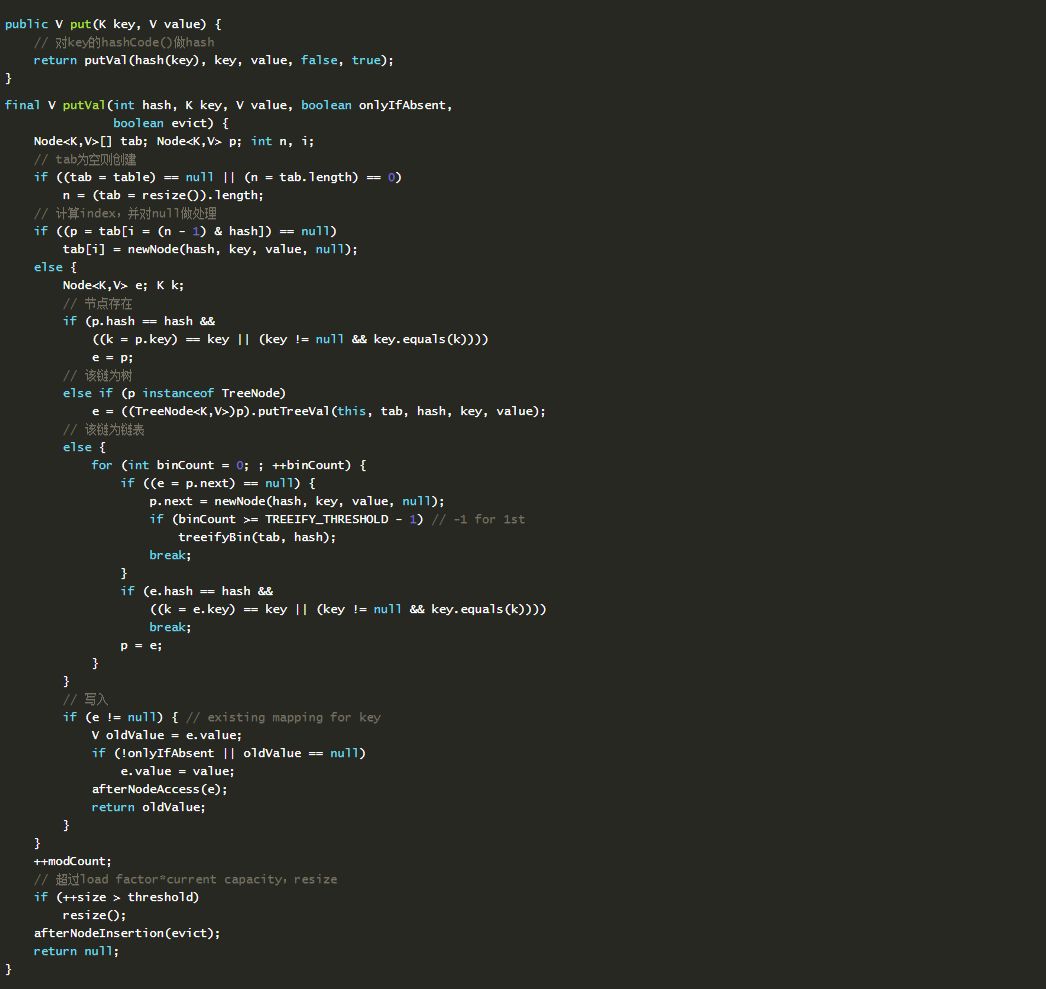 public V put(K key, V value) {
    // 对key的hashCode()做hash
    return putVal(hash(key), key, value, false, true);
}
final V putVal(int hash, K key, V value, boolean onlyIfAbsent,
               boolean evict) {
    Node<K,V>[] tab; Node<K,V> p; int n, i;
    // tab为空则创建
    if ((tab = table) == null || (n = tab.length) == 0)
        n = (tab = resize()).length;
    // 计算index，并对null做处理
    if ((p = tab[i = (n - 1) & hash]) == null)
        tab[i] = newNode(hash, key, value, null);
    else {
        Node<K,V> e; K k;
        // 节点存在
        if (p.hash == hash &&
            ((k = p.key) == key || (key != null && key.equals(k))))
            e = p;
        // 该链为树
        else if (p instanceof TreeNode)
            e = ((TreeNode<K,V>)p).putTreeVal(this, tab, hash, key, value);
        // 该链为链表
        else {
            for (int binCount = 0; ; ++binCount) {
                if ((e = p.next) == null) {
                    p.next = newNode(hash, key, value, null);
                    if (binCount >= TREEIFY_THRESHOLD - 1) // -1 for 1st
                        treeifyBin(tab, hash);
                    break;
                }
                if (e.hash == hash &&
                    ((k = e.key) == key || (key != null && key.equals(k))))
                    break;
                p = e;
            }
        }
        // 写入
        if (e != null) { // existing mapping for key
            V oldValue = e.value;
            if (!onlyIfAbsent || oldValue == null)
                e.value = value;
            afterNodeAccess(e);
            return oldValue;
        }
    }
    ++modCount;
    // 超过load factor*current capacity，resize
    if (++size > threshold)
        resize();
    afterNodeInsertion(evict);
    return null;
}